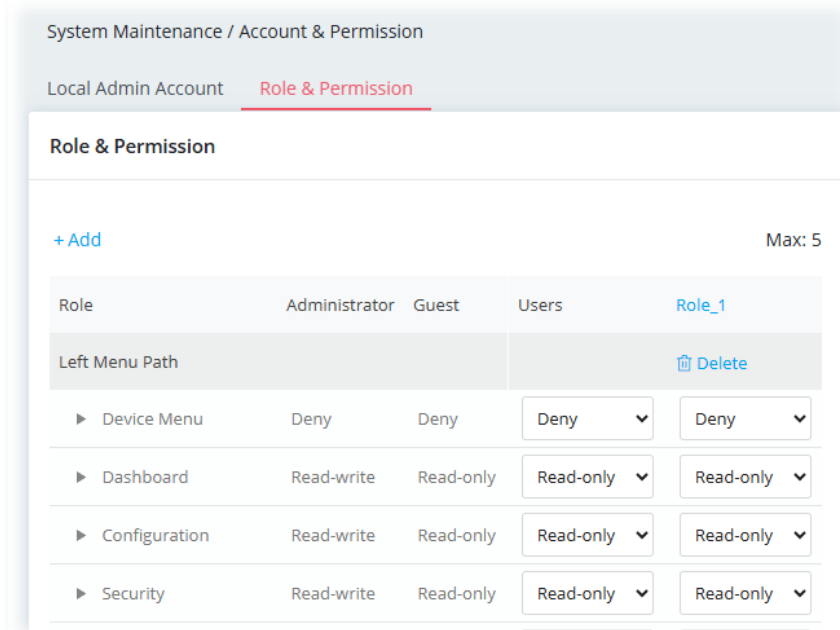 System Maintenance / Account & Permission
Local Admin Account Role & Permission
Role & Permission
+ Add Max: 5
Role Administrator Guest Users Role_1
Left Menu Path Delete
Device Menu Deny Deny Deny Deny
Dashboard Read-write Read-only Read-only Read-only
Configuration Read-write Read-only Read-only Read-only
Security Read-write Read-only Read-only Read-only